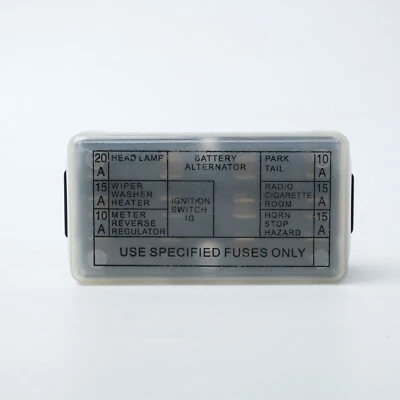 20 A HEAD LAMP BATTERY ALTERNATOR PARK TAIL 10 A
15 A WIPER WASHER HEATER IGNITION SWITCH IG RADIO CIGARETTE ROOM 15 A
10 A METER REVERSE REGULATOR HORN STOP HAZARD 15 A
USE SPECIFIED FUSES ONLY